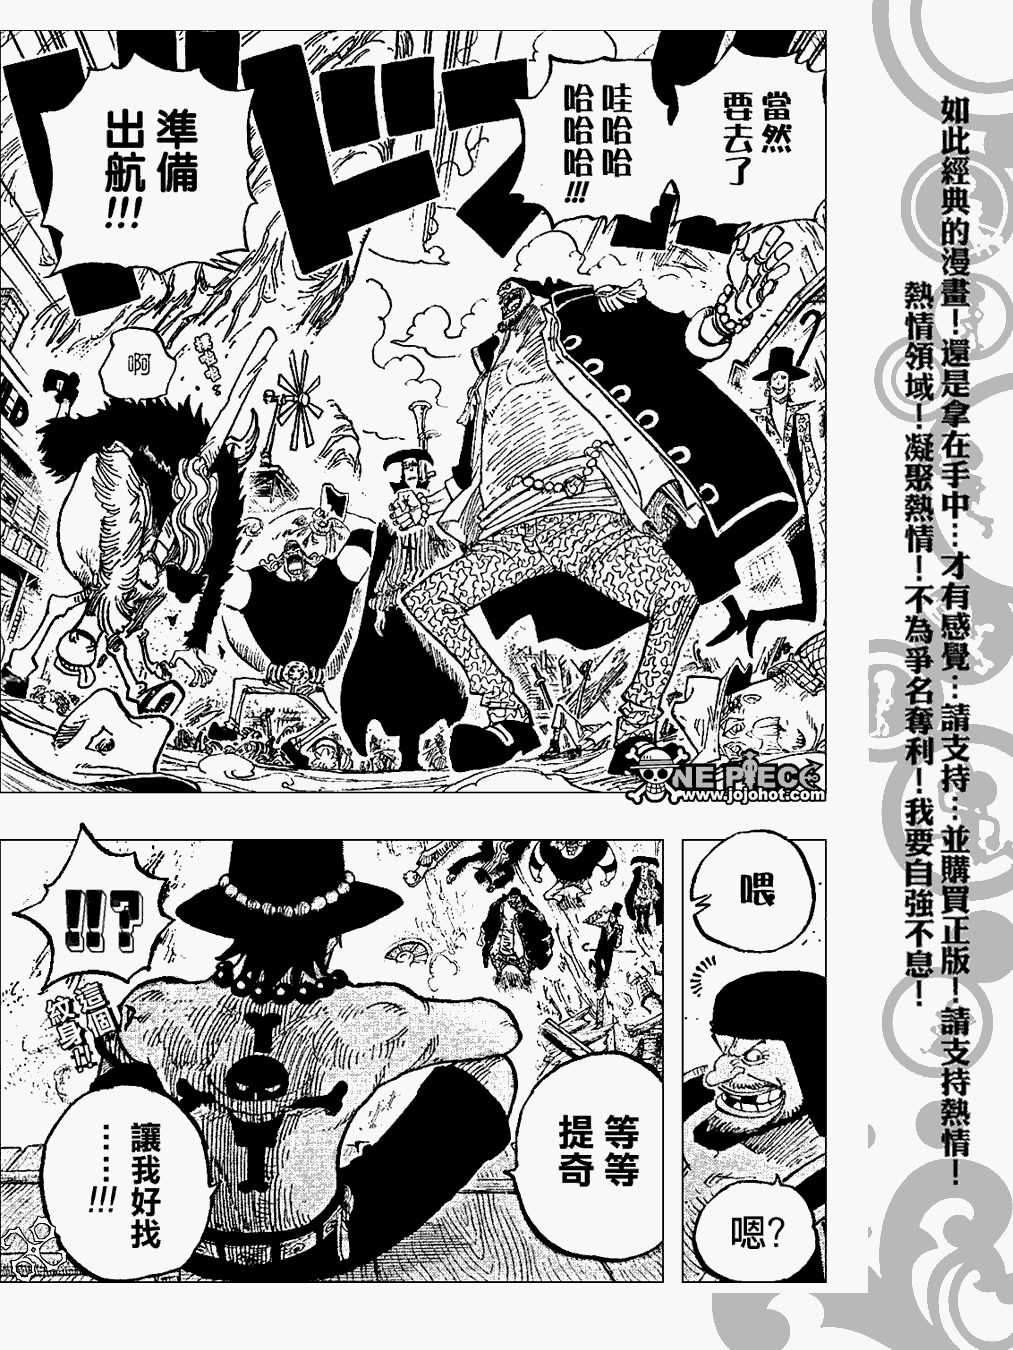 當然
要去了
哇哈哈哈
哈哈哈!!!
準備
出航!!!
啊
ONE PIECE
www.jojohot.com
喂
嗯?
等等
提奇
!!?
這個
紋身!!
讓我好找
……!!!
如此經典的漫畫!還是拿在手中…才有感覺…請支持…並購買正版!請支持熱情!
熱情領域!凝聚熱情!不為爭名奪利!我要自強不息!